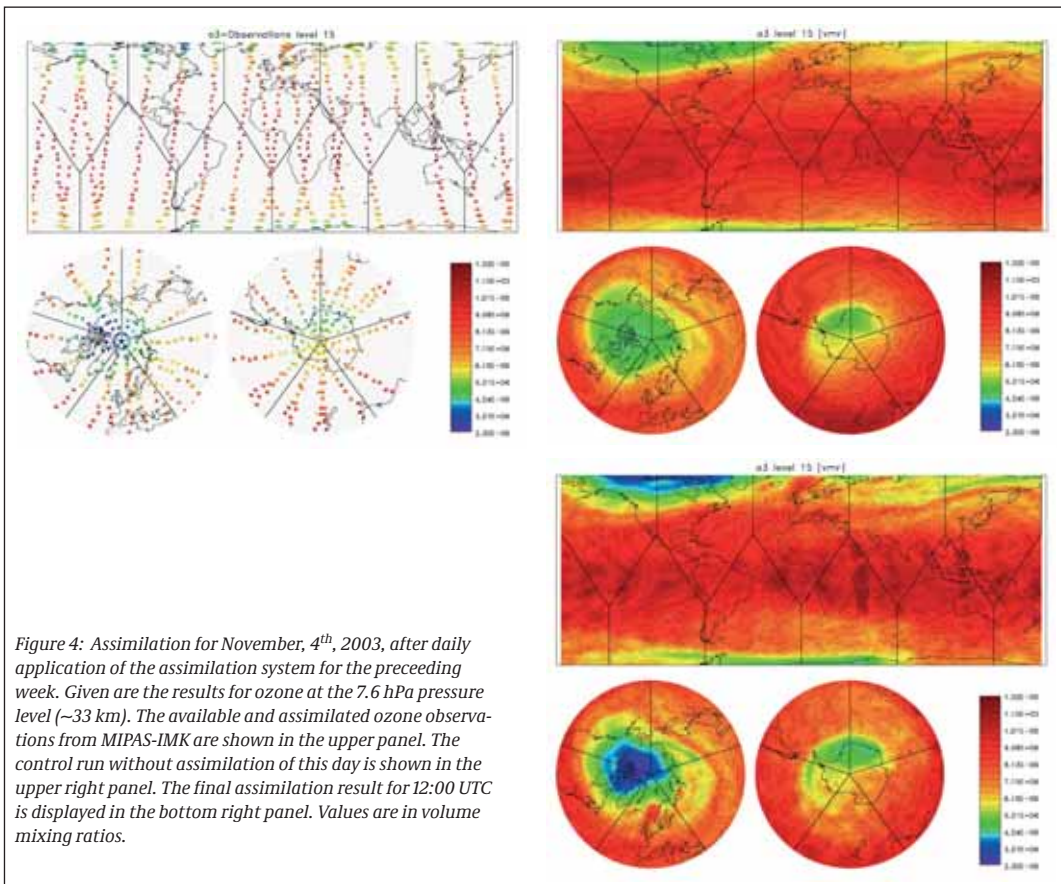 o3-Observations level 15
o3 level 15 [vmv]
o3 level 15 [vmv]
Figure 4: Assimilation for November, 4th, 2003, after daily
application of the assimilation system for the preceeding
week. Given are the results for ozone at the 7.6 hPa pressure
level (~33 km). The available and assimilated ozone observa-
tions from MIPAS-IMK are shown in the upper panel. The
control run without assimilation of this day is shown in the
upper right panel. The final assimilation result for 12:00 UTC
is displayed in the bottom right panel. Values are in volume
mixing ratios.